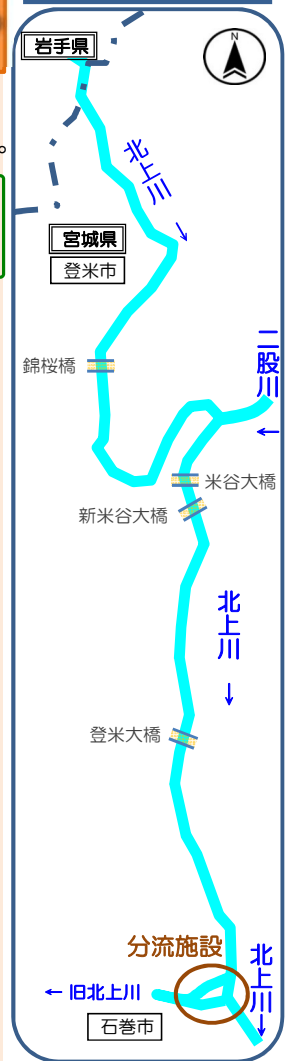 N
岩手県
。
北上川
→
宮城県
登米市
二股川
←
錦桜橋
米谷大橋
新米谷大橋
北上川
→
登米大橋
分流施設
北上川
→
← 旧北上川
石巻市